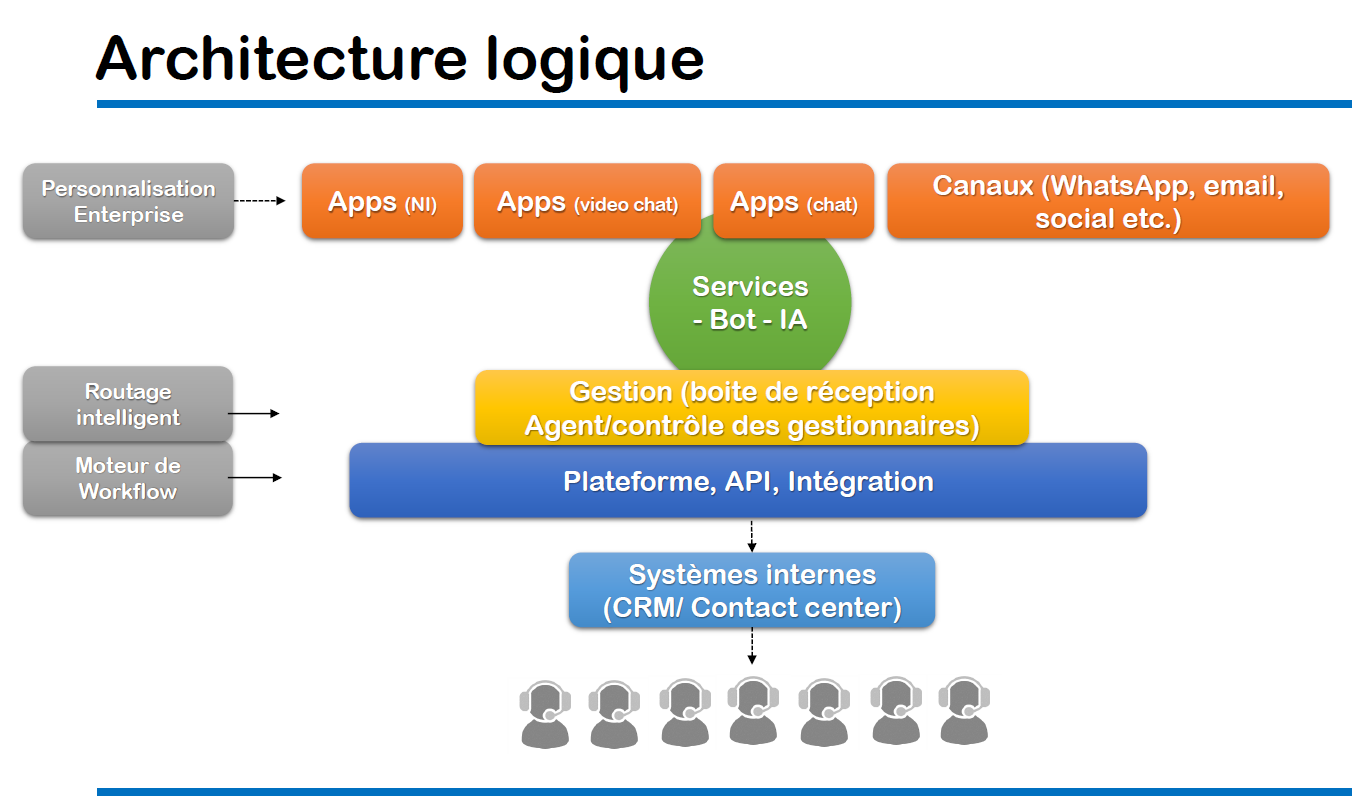 Architecture logique
Personnalisation
Enterprise
Apps (NI)
Apps (video chat)
Apps (chat)
Canaux (WhatsApp, email,
social etc.)
Services
- Bot - IA
Routage
intelligent
Gestion (boite de réception
Agent/contrôle des gestionnaires)
Moteur de
Workflow
Plateforme, API, Intégration
Systèmes internes
(CRM/ Contact center)